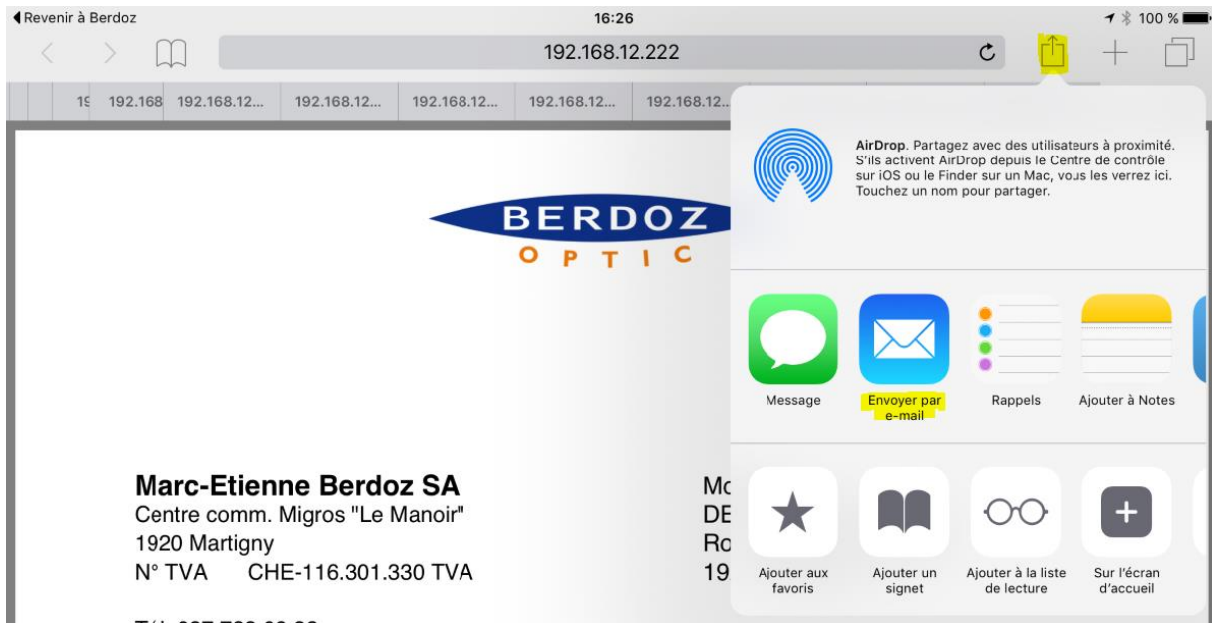 Revenir à Berdoz
16:26
100 %
192.168.12.222
192.168
192.168.12...
192.168.12...
192.168.12...
192.168.12...
192.168.12...
AirDrop. Partagez avec des utilisateurs à proximité.
S'ils activent AirDrop depuis le Centre de contrôle
sur iOS ou le Finder sur un Mac, vous les verrez ici.
Touchez un nom pour partager.
BERDOZ
OPTIC
Message
Envoyer par
e-mail
Rappels
Ajouter à Notes
Marc-Etienne Berdoz SA
Centre comm. Migros "Le Manoir"
1920 Martigny
N° TVA CHE-116.301.330 TVA
Ajouter aux
favoris
Ajouter un
signet
Ajouter à la liste
de lecture
Sur l'écran
d'accueil